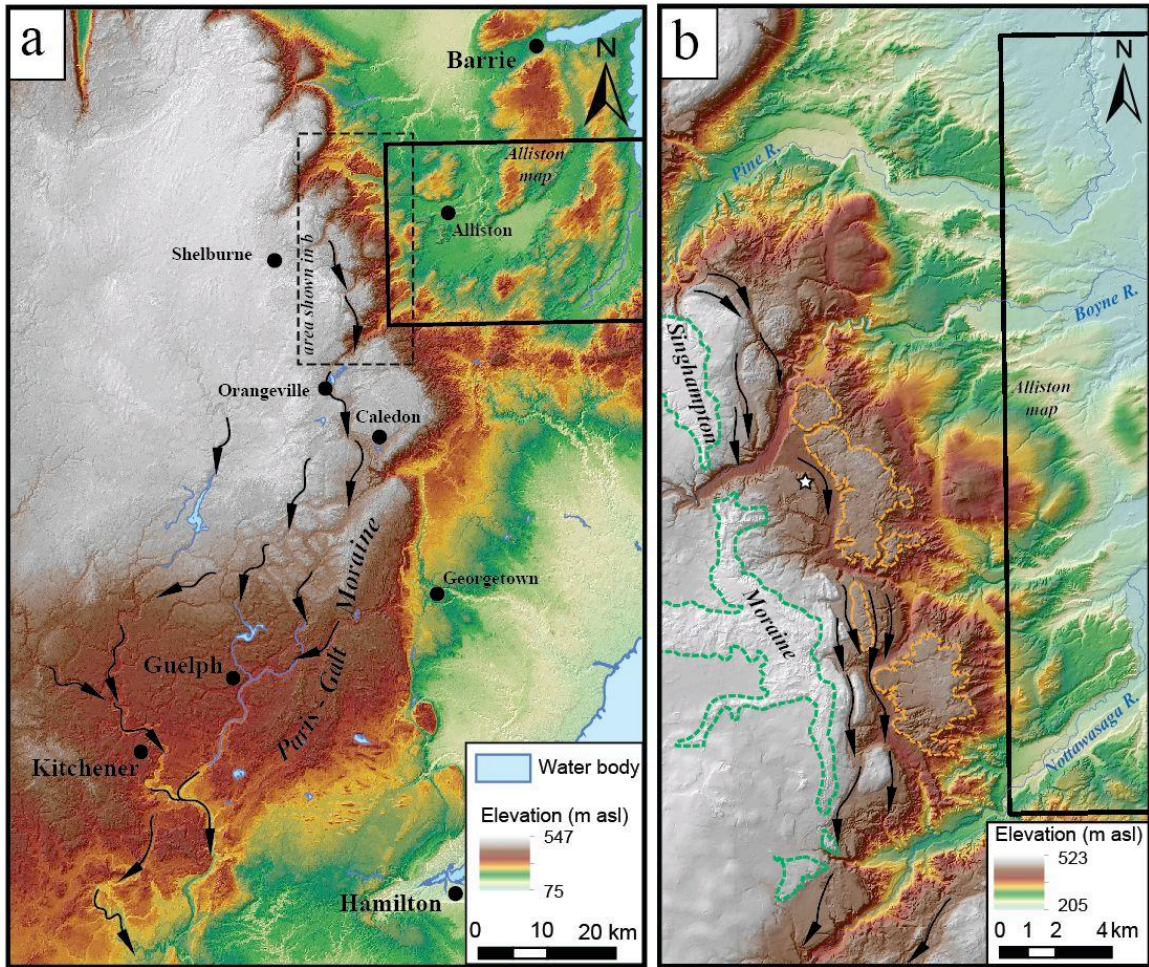 a
Barrie
N
Alliston
map
Alliston
Shelburne
area shown in b
Orangeville
Caledon
Moraine
Georgetown
Guelph
Paris - Galt
Kitchener
Hamilton
Water body
Elevation (m asl)
547
75
0 10 20 km
b
N
Pine R.
Boyne R.
Singhampton
Alliston
map
Moraine
Nottawasaga R.
Elevation (m asl)
523
205
0 1 2 4 km